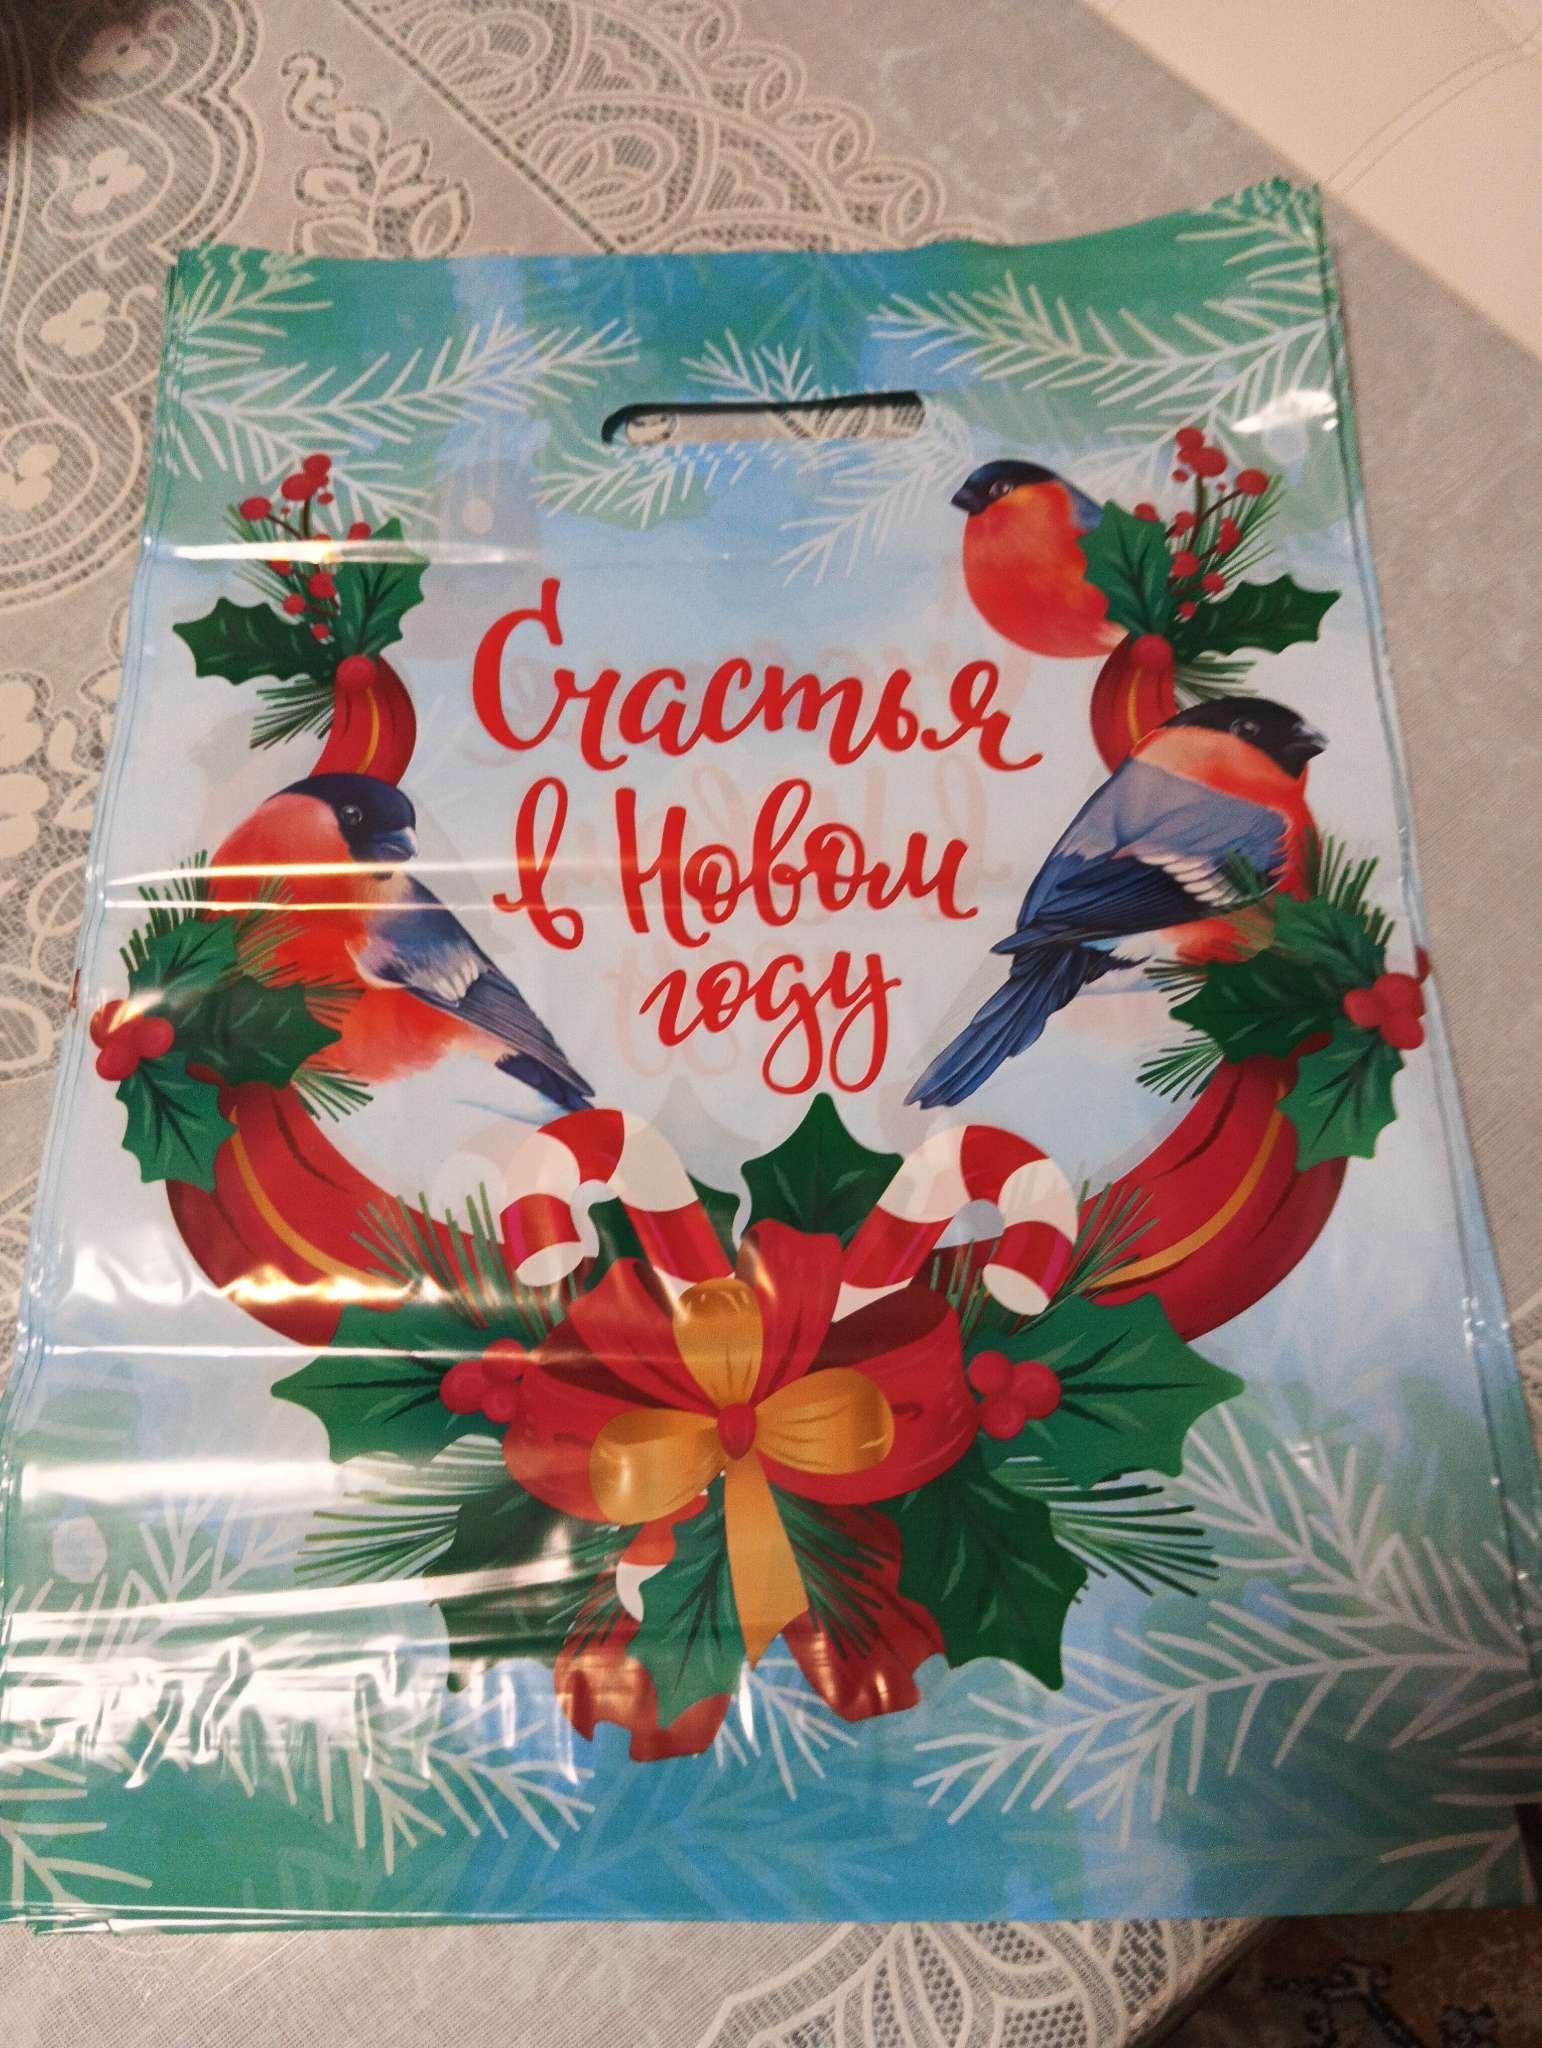 Счастья
в Новом
году